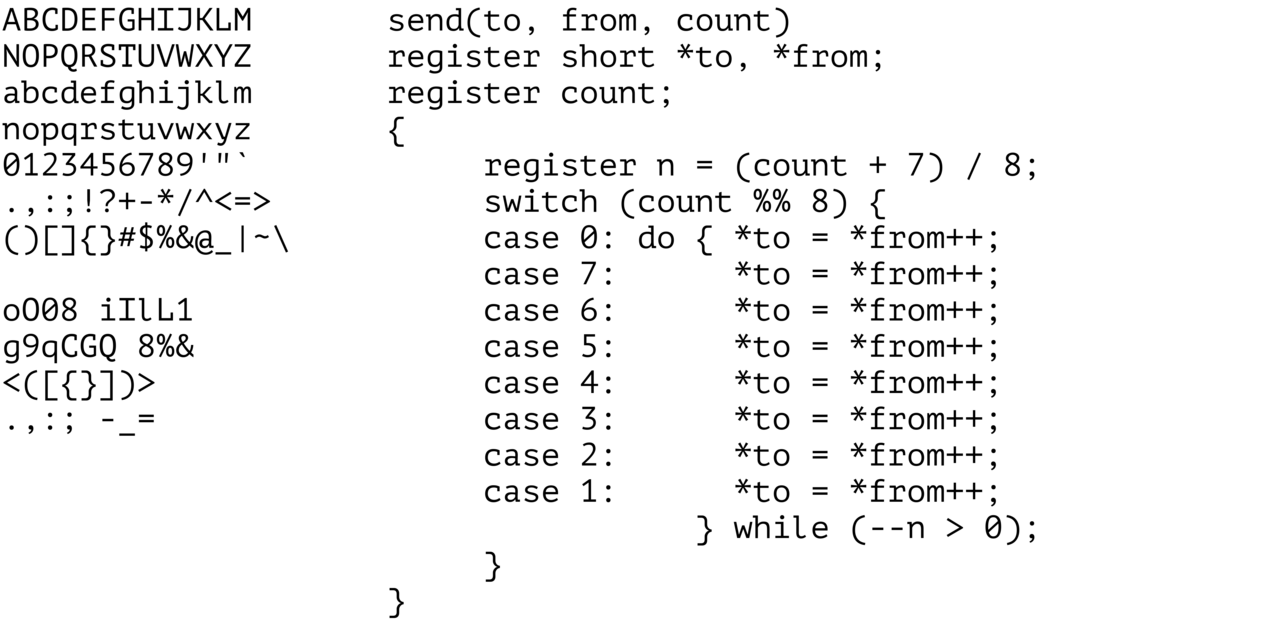 ABCDEFGHIJKLM
NOPQRSTUVWXYZ
abcdefghijklm
nopqrstuvwxyz
0123456789'"`
.,:;!?+-*/^<=>
()[]{}#$%&@_|~\
oO08 iIlL1
g9qCGQ 8%&
<([{}])>
.,:; -_=
send(to, from, count)
register short *to, *from;
register count;
{
     register n = (count + 7) / 8;
     switch (count %% 8) {
     case 0: do { *to = *from++;
     case 7:      *to = *from++;
     case 6:      *to = *from++;
     case 5:      *to = *from++;
     case 4:      *to = *from++;
     case 3:      *to = *from++;
     case 2:      *to = *from++;
     case 1:      *to = *from++;
                } while (--n > 0);
     }
}